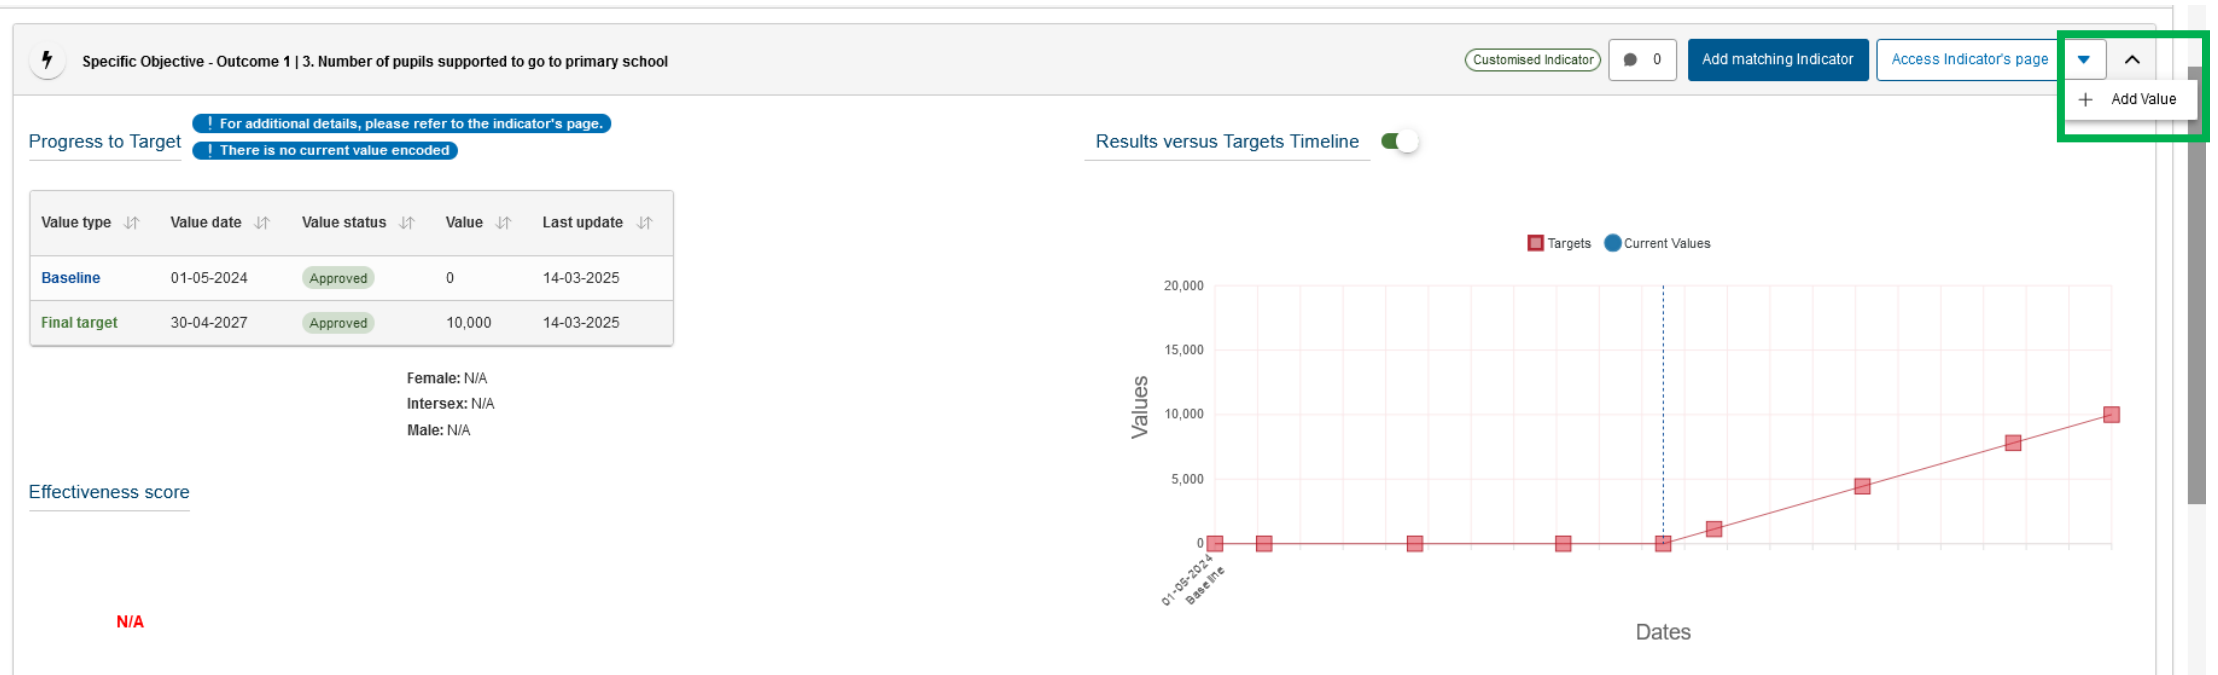 Specific Objective - Outcome 1 | 3. Number of pupils supported to go to primary school
Customised Indicator
0
Add matching Indicator
Access Indicator's page
+ Add Value
Progress to Target
! For additional details, please refer to the indicator's page.
! There is no current value encoded
Results versus Targets Timeline
Value type Value date Value status Value Last update
Baseline 01-05-2024 Approved 0 14-03-2025
Final target 30-04-2027 Approved 10,000 14-03-2025
Female: N/A
Intersex: N/A
Male: N/A
Effectiveness score
N/A
Targets Current Values
20,000
15,000
10,000
5,000
0
Values
01-05-2024
Baseline
Dates